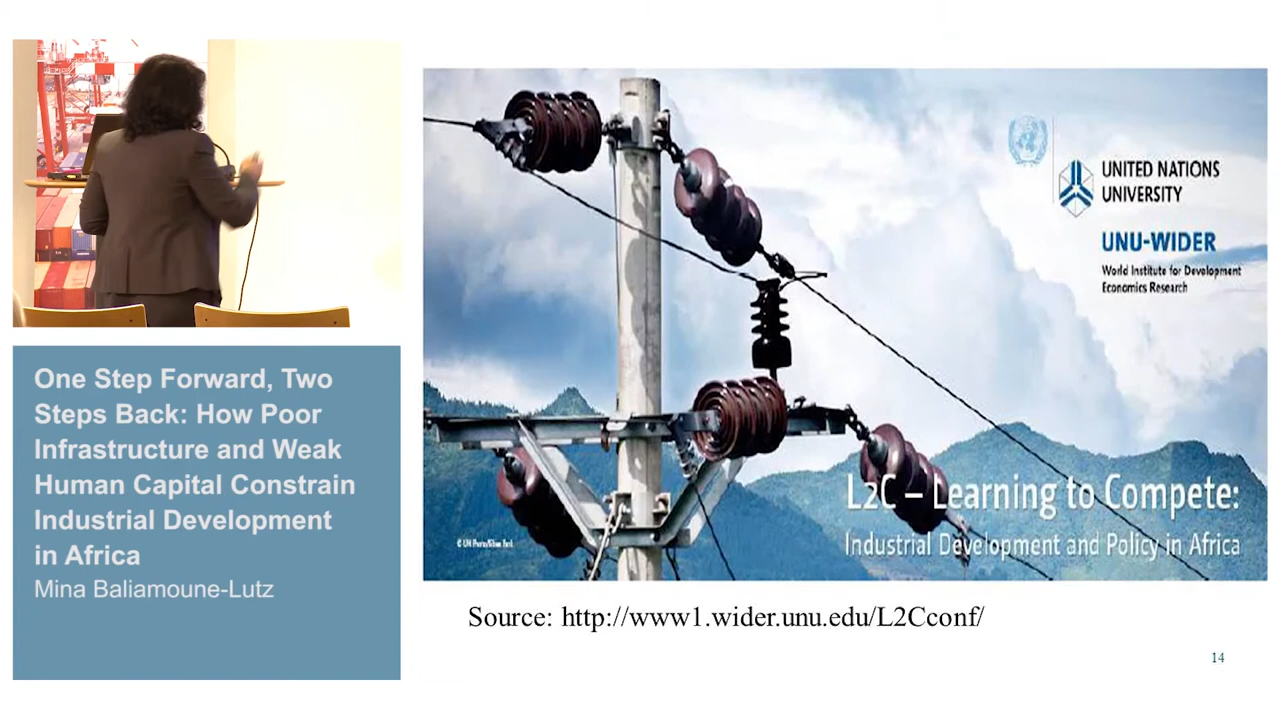 One Step Forward, Two
Steps Back: How Poor
Infrastructure and Weak
Human Capital Constrain
Industrial Development
in Africa
Mina Baliamoune-Lutz
UNITED NATIONS
UNIVERSITY
UNU-WIDER
World Institute for Development
Economics Research
L2C – Learning to Compete:
Industrial Development and Policy in Africa
Source: http://www1.wider.unu.edu/L2Cconf/
14